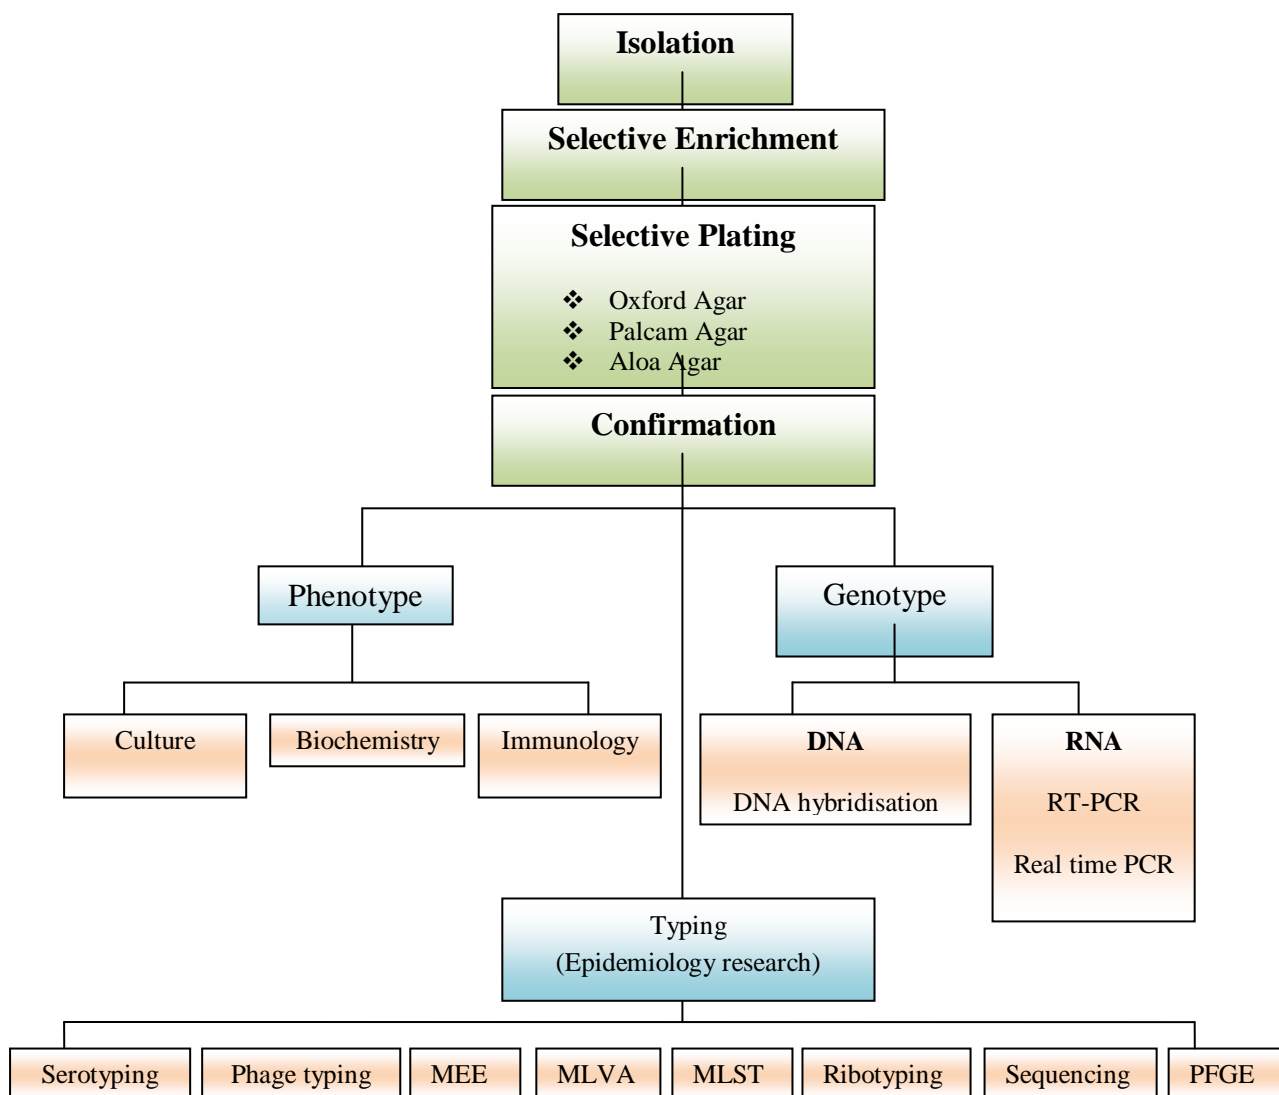 Isolation
Selective Enrichment
Selective Plating
❖ Oxford Agar
❖ Palcam Agar
❖ Aloa Agar
Confirmation
Phenotype
Genotype
Culture
Biochemistry
Immunology
DNA
DNA hybridisation
RNA
RT-PCR
Real time PCR
Typing
(Epidemiology research)
Serotyping
Phage typing
MEE
MLVA
MLST
Ribotyping
Sequencing
PFGE